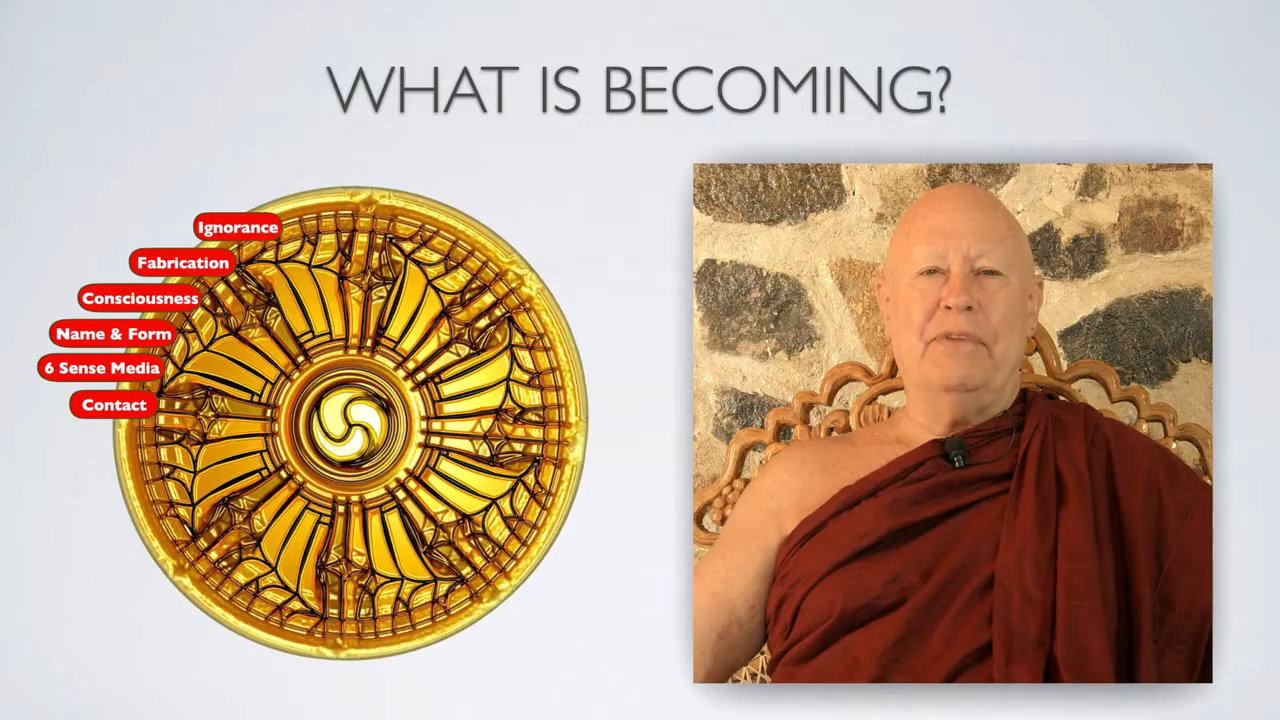 WHAT IS BECOMING?
Ignorance
Fabrication
Consciousness
Name & Form
6 Sense Media
Contact